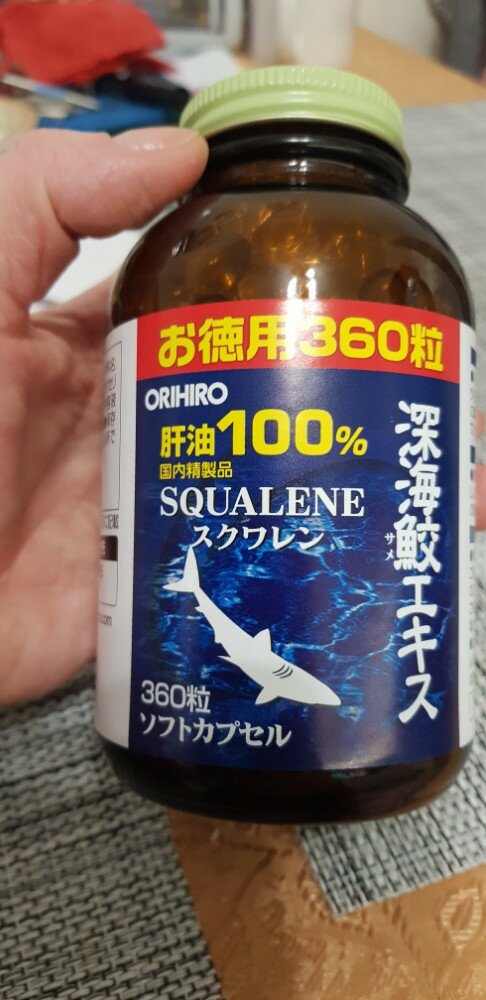 お徳用360粒
ORIHIRO
肝油100%
国内精製品
SQUALENE
スクワレン
深海鮫エキス
サメ
360粒
ソフトカプセル